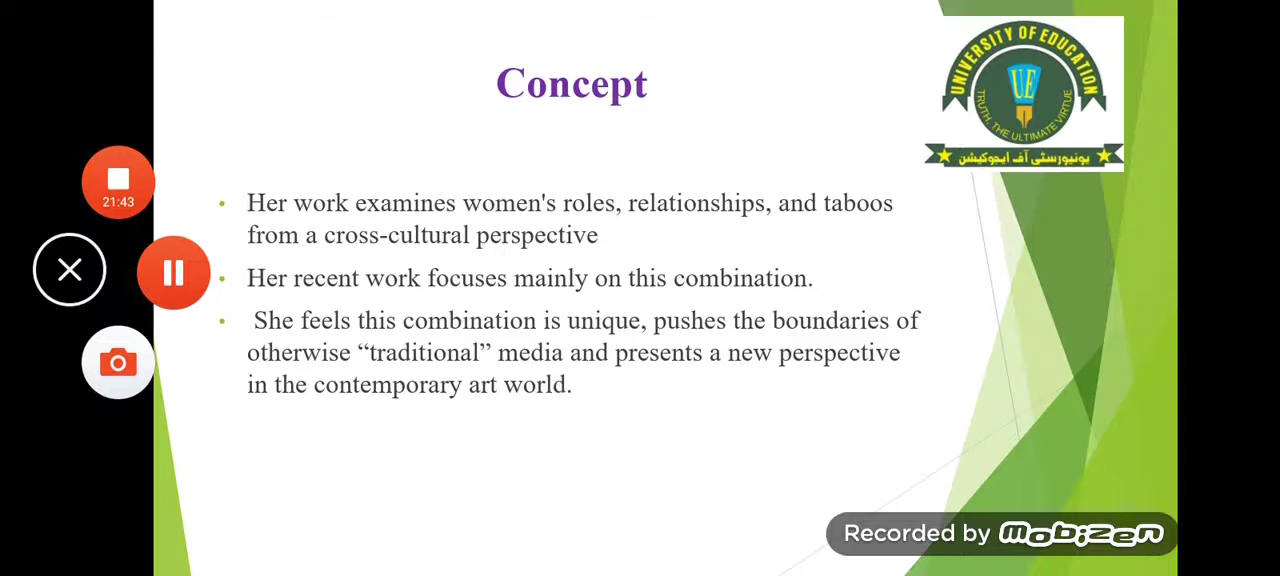 Concept
UNIVERSITY OF EDUCATION
UE
TRUTH, THE ULTIMATE VIRTUE
یونیورسٹی آف ایجوکیشن
• Her work examines women's roles, relationships, and taboos
from a cross-cultural perspective
• Her recent work focuses mainly on this combination.
• She feels this combination is unique, pushes the boundaries of
otherwise “traditional” media and presents a new perspective
in the contemporary art world.
21:43
Recorded by Mobizen